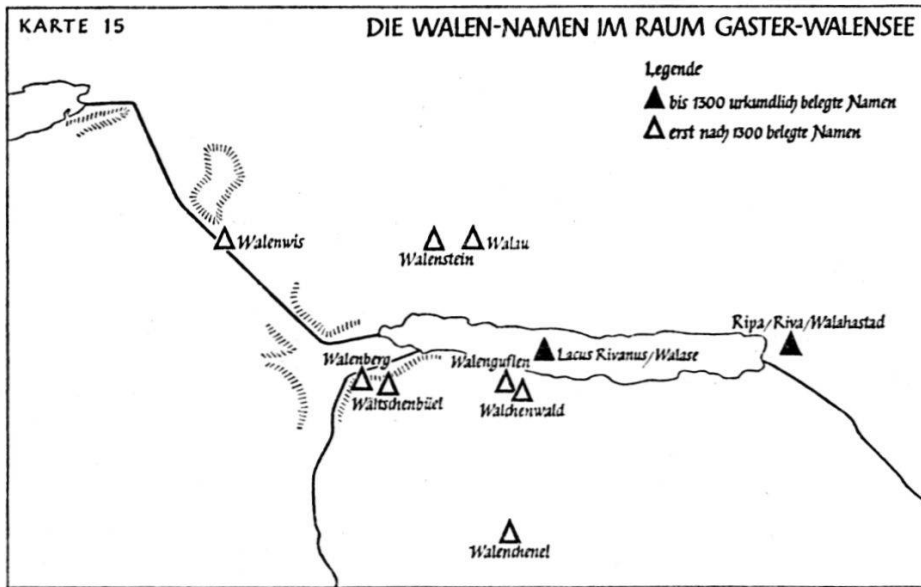 KARTE 15
DIE WALEN-NAMEN IM RAUM GASTER-WALENSEE
Legende
bis 1300 urkundlich belegte Namen
erst nach 1300 belegte Namen
Walenwis
Walenstein
Walau
Ripa/Riva/Walahastad
Walenberg
Walenguflen
Lacus Rivanus/Walase
Wältschenbüel
Walchenwald
Walenchenel